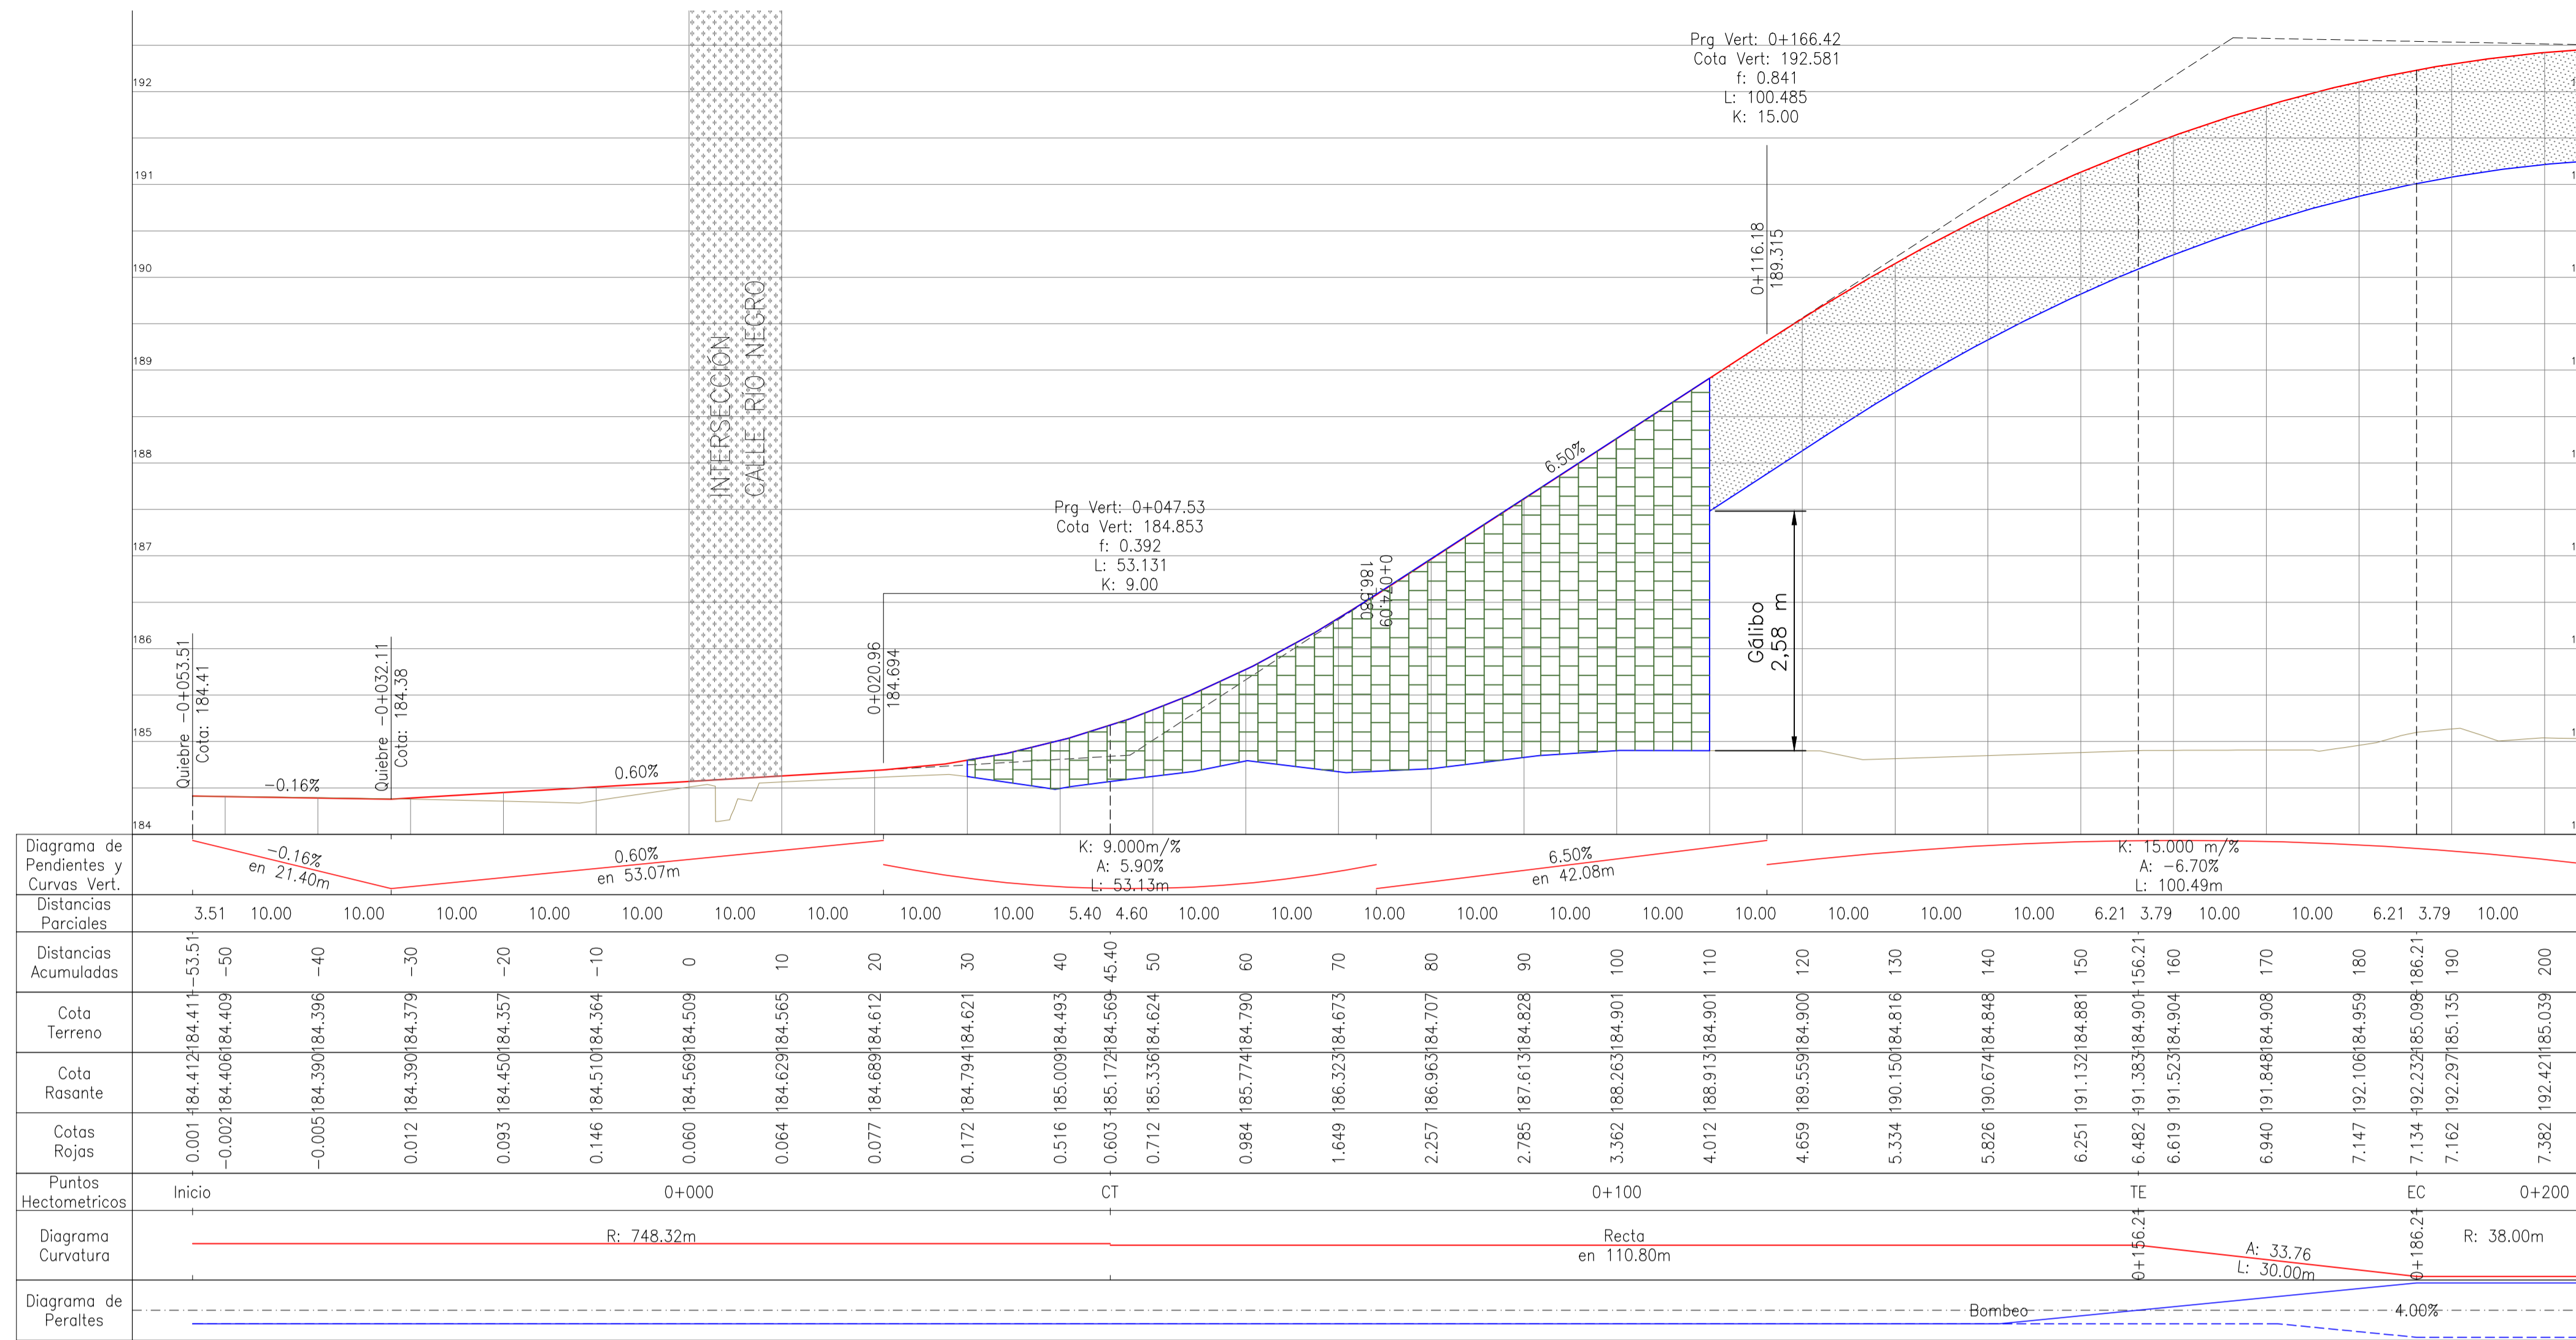 Prg Vert: 0+166.42
Cota Vert: 192.581
f: 0.841
L: 100.485
K: 15.00
192
191
190
189
188
187
186
185
184
INTERSECCIÓN
CALLE RÍO NEGRO
0+116.18
189.315
6.50%
Prg Vert: 0+047.53
Cota Vert: 184.853
f: 0.392
L: 53.131
K: 9.00
0+074.09
186.580
Gálibo
2,58 m
Quiebre -0+053.51
Cota: 184.41
Quiebre -0+032.11
Cota: 184.38
0+020.96
184.694
-0.16%
0.60%
Diagrama de
Pendientes y
Curvas Vert.
-0.16%
en 21.40m
0.60%
en 53.07m
K: 9.000m/%
A: 5.90%
L: 53.13m
6.50%
en 42.08m
K: 15.000 m/%
A: -6.70%
L: 100.49m
Distancias
Parciales
3.51 10.00 10.00 10.00 10.00 10.00 10.00 10.00 10.00 10.00 5.40 4.60 10.00 10.00 10.00 10.00 10.00 10.00 10.00 10.00 10.00 10.00 6.21 3.79 10.00 10.00 6.21 3.79 10.00
Distancias
Acumuladas
-53.51 -50 -40 -30 -20 -10 0 10 20 30 40 45.40 50 60 70 80 90 100 110 120 130 140 150 156.21 160 170 180 186.21 190 200
Cota
Terreno
184.411 184.409 184.396 184.379 184.357 184.364 184.509 184.565 184.612 184.621 184.493 184.569 184.624 184.790 184.673 184.707 184.828 184.901 184.901 184.900 184.816 184.848 184.881 184.901 184.904 184.908 184.959 185.098 185.135 185.039
Cota
Rasante
184.412 184.406 184.390 184.390 184.450 184.510 184.569 184.629 184.689 184.794 185.009 185.172 185.336 185.774 186.323 186.963 187.613 188.263 188.913 189.559 190.150 190.674 191.132 191.383 191.523 191.848 192.106 192.232 192.297 192.421
Cotas
Rojas
0.001 -0.002 -0.005 0.012 0.093 0.146 0.060 0.064 0.077 0.172 0.516 0.603 0.712 0.984 1.649 2.257 2.785 3.362 4.012 4.659 5.334 5.826 6.251 6.482 6.619 6.940 7.147 7.134 7.162 7.382
Puntos
Hectometricos
Inicio 0+000 CT 0+100 TE EC 0+200
Diagrama
Curvatura
R: 748.32m
Recta
en 110.80m
0+156.21
A: 33.76
L: 30.00m
0+186.21
R: 38.00m
Diagrama de
Peraltes
Bombeo
4.00%